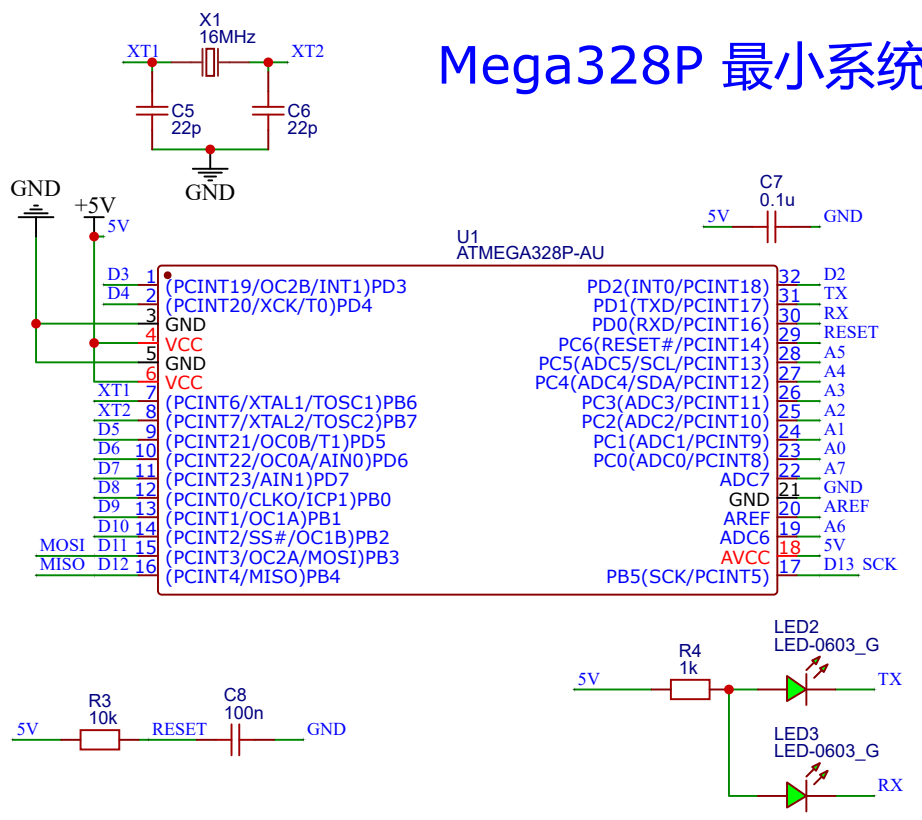 X1
16MHz
XT1
XT2
C5
22p
C6
22p
GND
Mega328P 最小系统
GND
+5V
5V
C7
0.1u
5V
GND
U1
ATMEGA328P-AU
D3 1 (PCINT19/OC2B/INT1)PD3
D4 2 (PCINT20/XCK/T0)PD4
3 GND
4 VCC
5 GND
6 VCC
XT1 7 (PCINT6/XTAL1/TOSC1)PB6
XT2 8 (PCINT7/XTAL2/TOSC2)PB7
D5 9 (PCINT21/OC0B/T1)PD5
D6 10 (PCINT22/OC0A/AIN0)PD6
D7 11 (PCINT23/AIN1)PD7
D8 12 (PCINT0/CLKO/ICP1)PB0
D9 13 (PCINT1/OC1A)PB1
D10 14 (PCINT2/SS#/OC1B)PB2
MOSI D11 15 (PCINT3/OC2A/MOSI)PB3
MISO D12 16 (PCINT4/MISO)PB4
PD2(INT0/PCINT18) 32 D2
PD1(TXD/PCINT17) 31 TX
PD0(RXD/PCINT16) 30 RX
PC6(RESET#/PCINT14) 29 RESET
PC5(ADC5/SCL/PCINT13) 28 A5
PC4(ADC4/SDA/PCINT12) 27 A4
PC3(ADC3/PCINT11) 26 A3
PC2(ADC2/PCINT10) 25 A2
PC1(ADC1/PCINT9) 24 A1
PC0(ADC0/PCINT8) 23 A0
ADC7 22 A7
GND 21 GND
AREF 20 AREF
ADC6 19 A6
AVCC 18 5V
PB5(SCK/PCINT5) 17 D13 SCK
R3
10k
5V
RESET
C8
100n
GND
R4
1k
5V
LED2
LED-0603_G
TX
LED3
LED-0603_G
RX